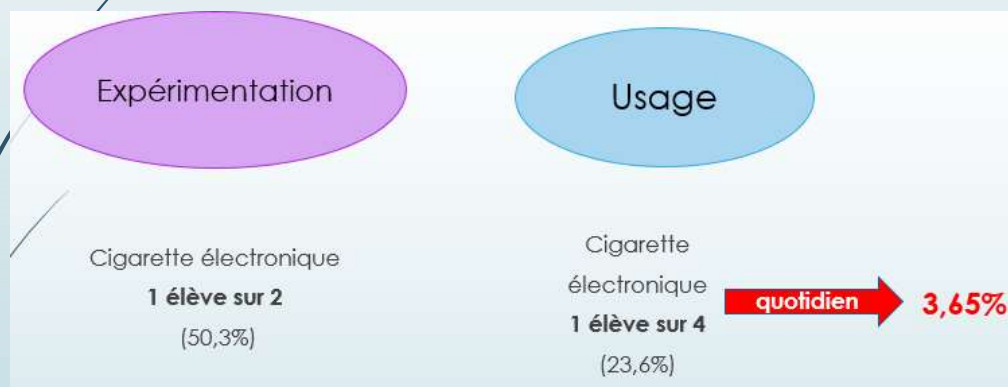 Expérimentation
Usage
Cigarette électronique
1 élève sur 2
(50,3%)
Cigarette
électronique
1 élève sur 4
(23,6%)
quotidien
3,65%